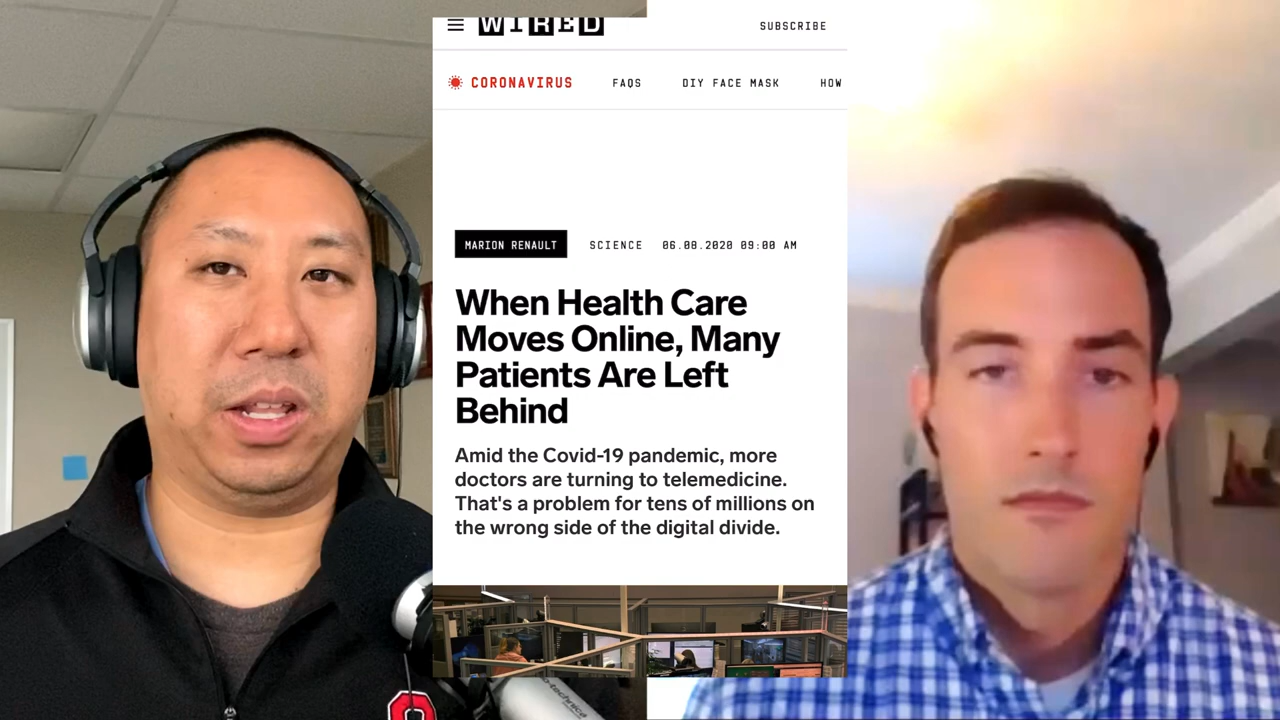 WIRED
SUBSCRIBE
CORONAVIRUS
FAQS
DIY FACE MASK
HOW
MARION RENAULT
SCIENCE
06.08.2020 09:00 AM
When Health Care
Moves Online, Many
Patients Are Left
Behind
Amid the Covid-19 pandemic, more
doctors are turning to telemedicine.
That's a problem for tens of millions on
the wrong side of the digital divide.